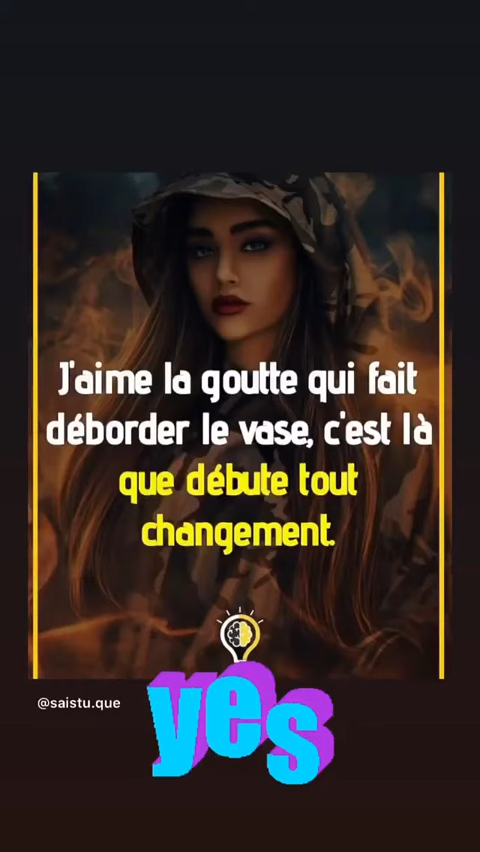 J'aime la goutte qui fait
déborder le vase, c'est là
que débute tout
changement.
@saistu.que
yes